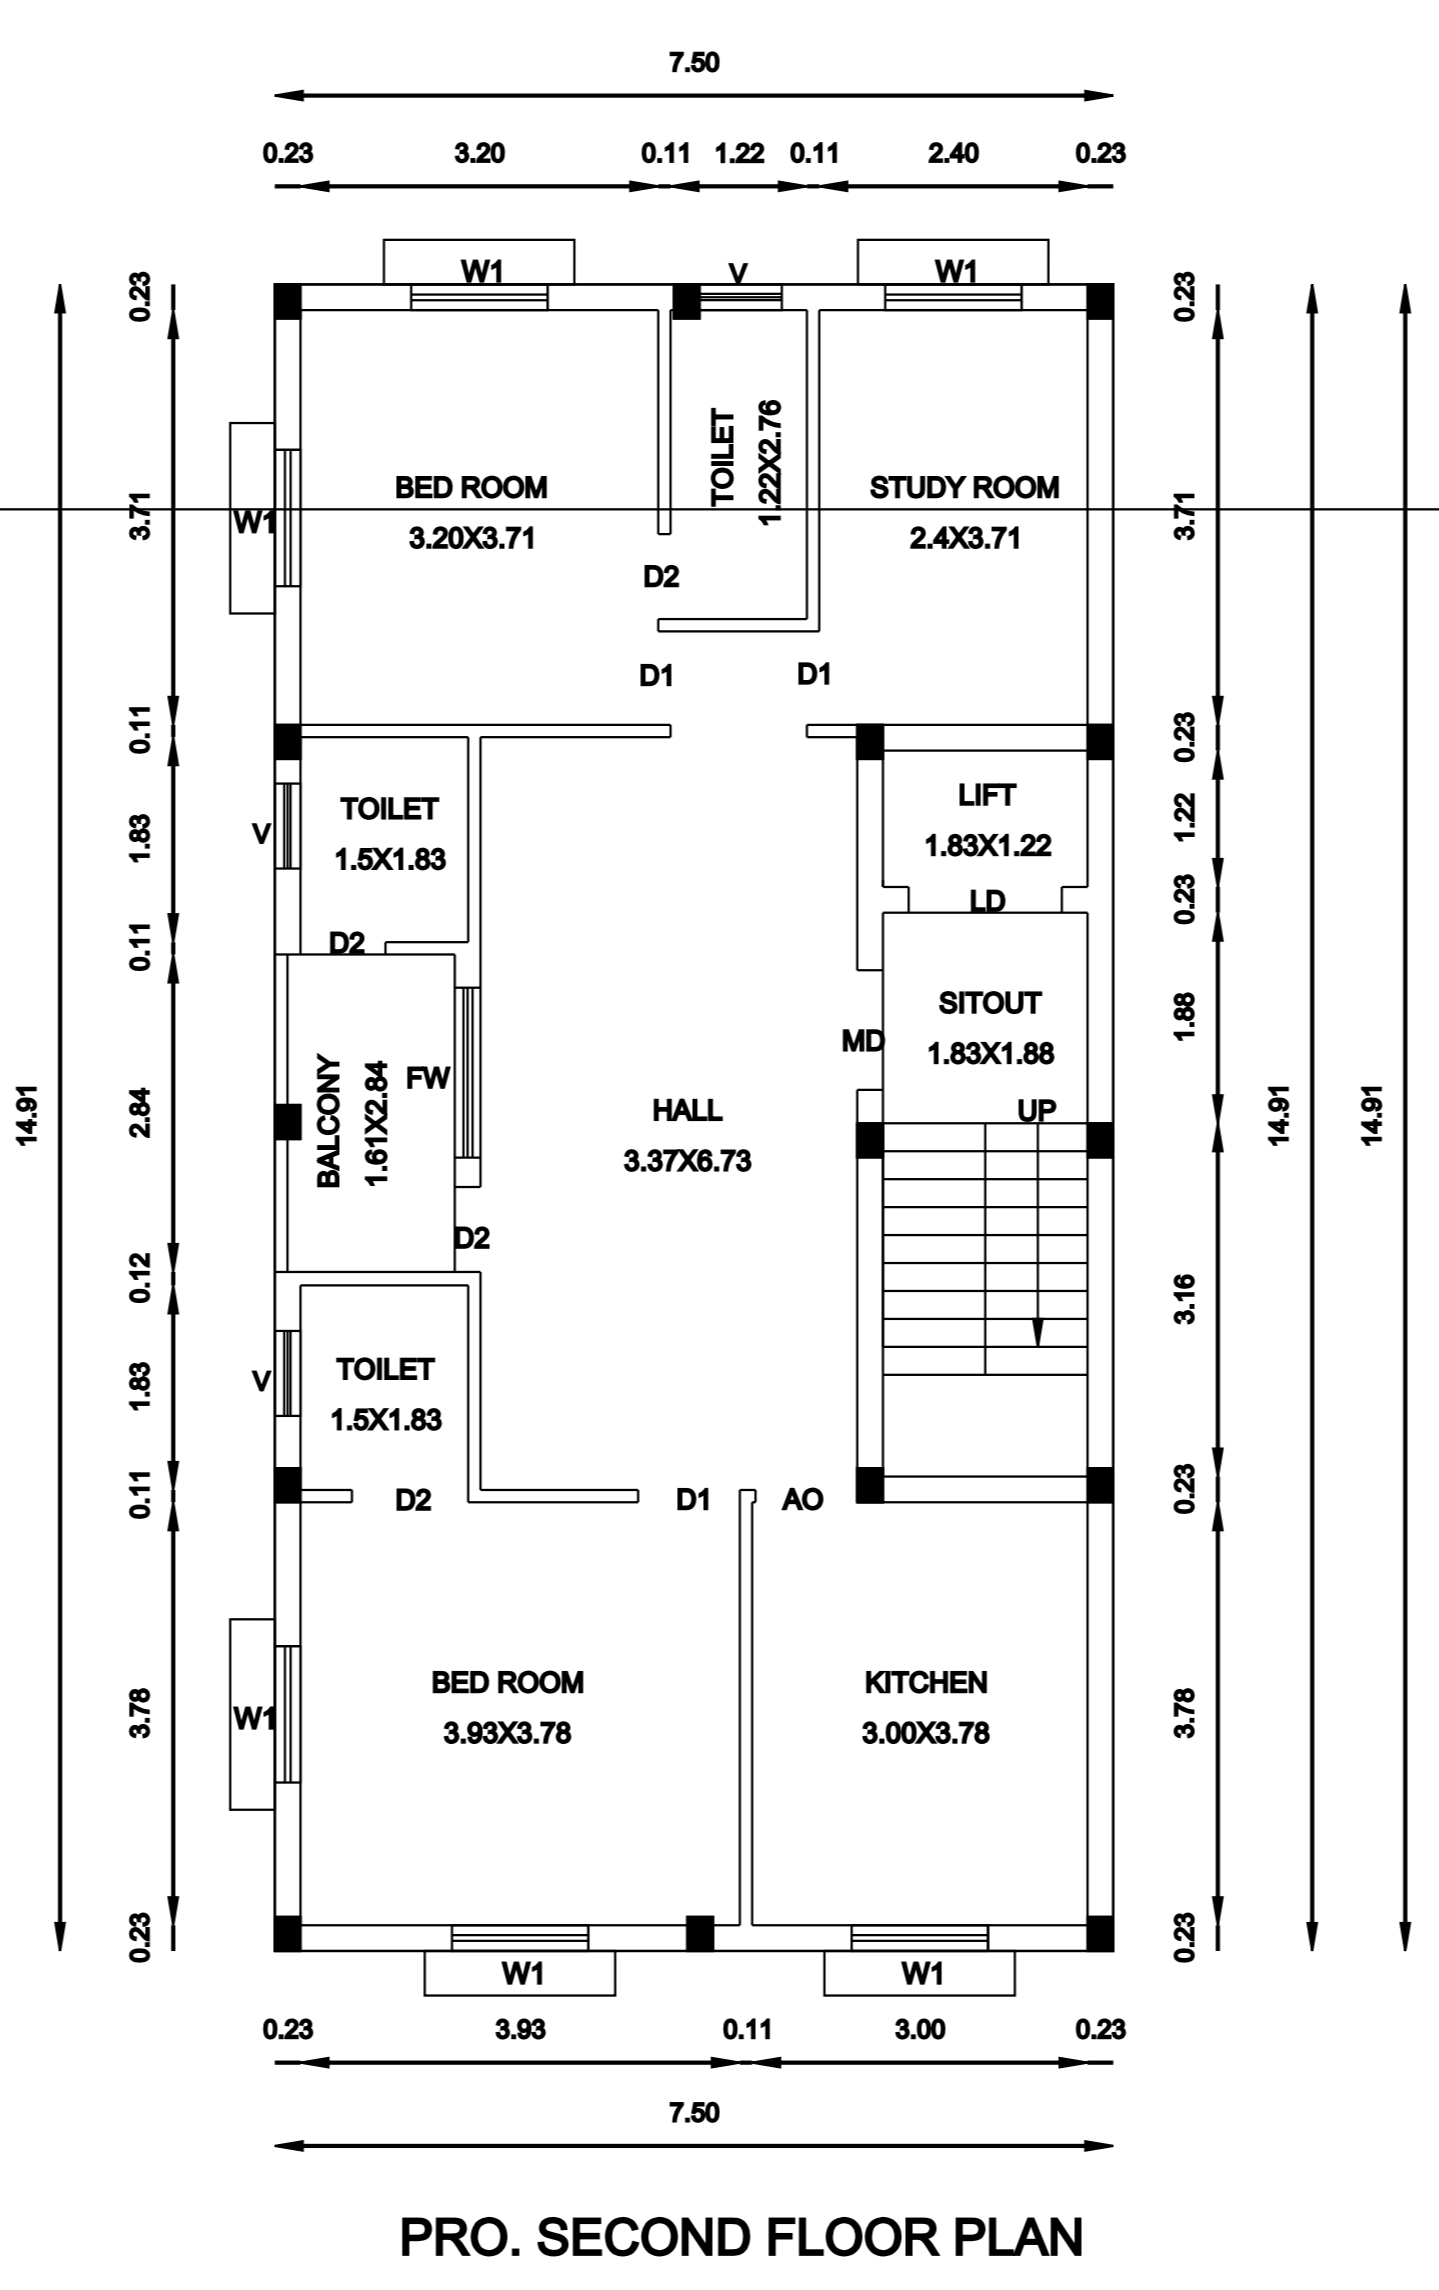 7.50
0.23 3.20 0.11 1.22 0.11 2.40 0.23
W1 V W1
0.23
0.23
TOILET
1.22X2.76
BED ROOM
3.20X3.71
STUDY ROOM
2.4X3.71
W1
3.71
3.71
D2
D1 D1
0.11
0.23
TOILET
1.5X1.83
V
1.83
LIFT
1.83X1.22
1.22
LD
0.23
D2
0.11
SITOUT
1.83X1.88
1.88
MD
BALCONY
1.61X2.84
FW
2.84
14.91
HALL
3.37X6.73
UP
14.91
14.91
D2
0.12
3.16
TOILET
1.5X1.83
V
1.83
D2 D1 AO
0.11
0.23
BED ROOM
3.93X3.78
KITCHEN
3.00X3.78
W1
3.78
3.78
0.23
0.23
W1 W1
0.23 3.93 0.11 3.00 0.23
7.50
PRO. SECOND FLOOR PLAN